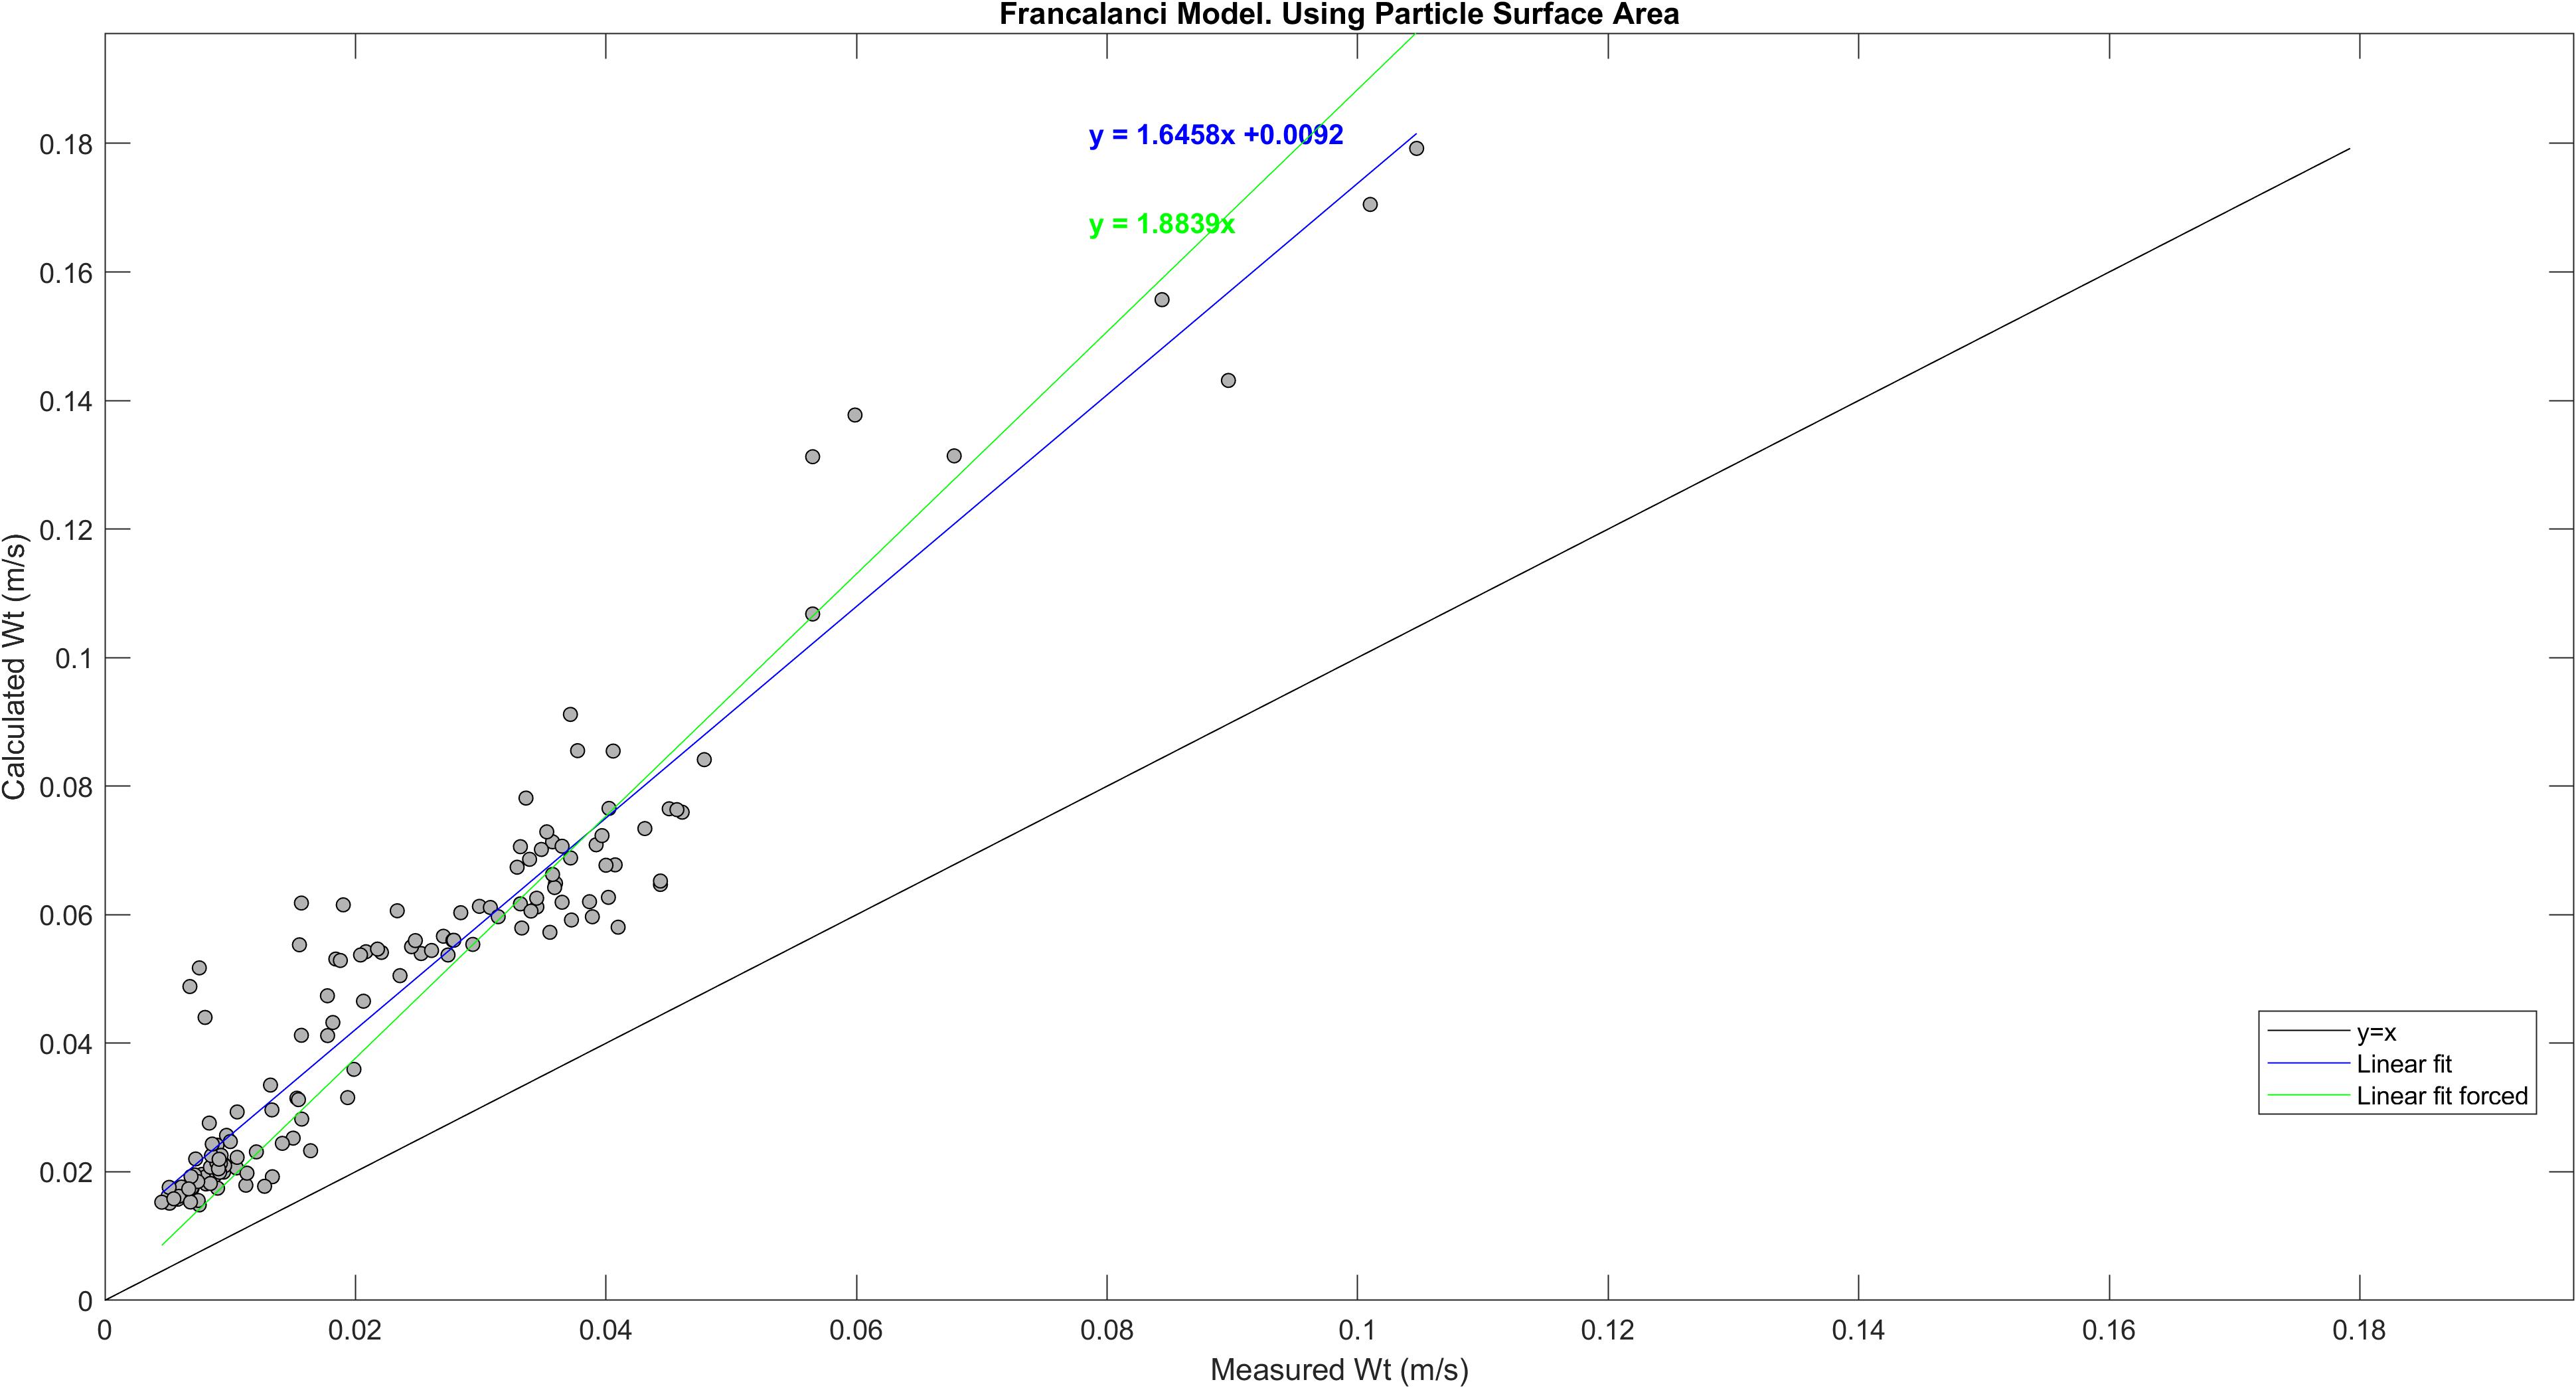 Francalanci Model. Using Particle Surface Area
y = 1.6458x +0.0092
y = 1.8839x
0.18
0.16
0.14
0.12
0.1
0.08
0.06
0.04
0.02
0
Calculated Wt (m/s)
y=x
Linear fit
Linear fit forced
0
0.02
0.04
0.06
0.08
0.1
0.12
0.14
0.16
0.18
Measured Wt (m/s)